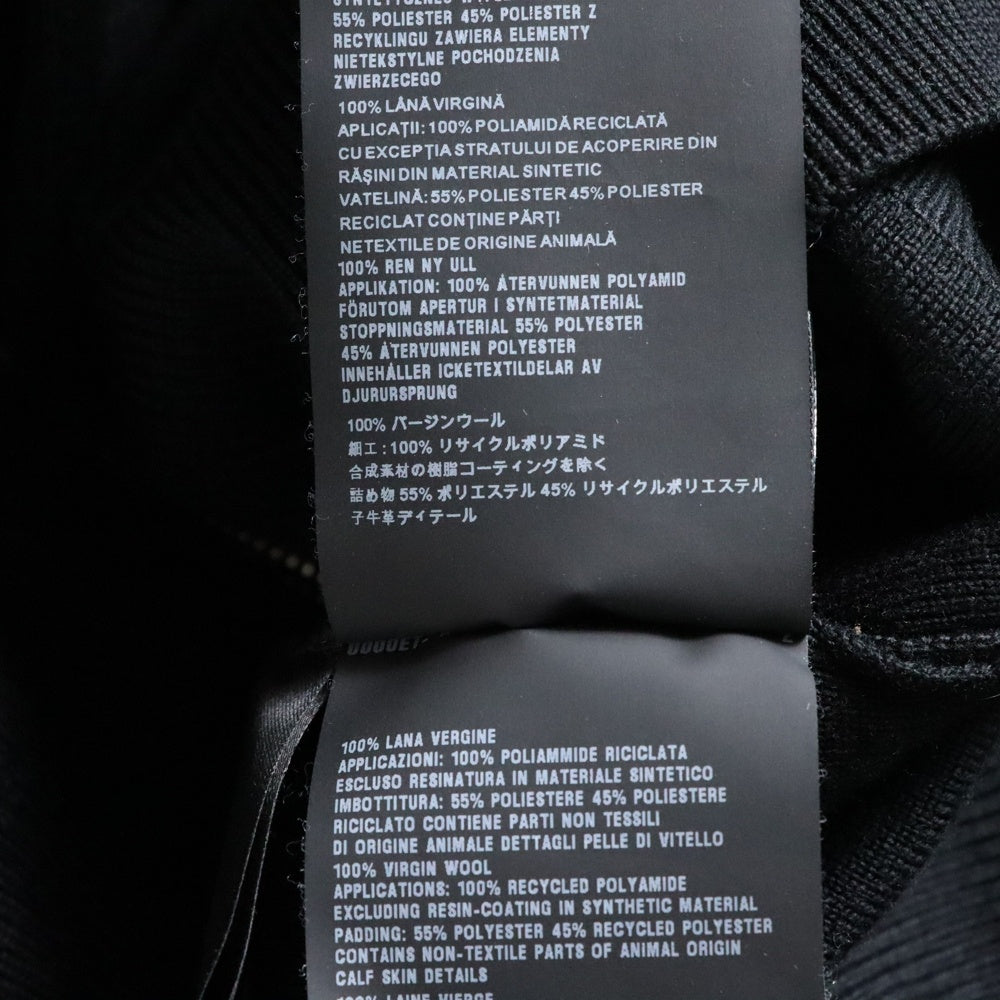 55% POLIESTER 45% POLIESTER Z
RECYKLINGU ZAWIERA ELEMENTY
NIETEKSTYLNE POCHODZENIA
ZWIERZECEGO
100% LÂNĂ VIRGINĂ
APLICAȚII: 100% POLIAMIDĂ RECICLATĂ
CU EXCEPȚIA STRATULUI DE ACOPERIRE DIN
RĂȘINI DIN MATERIAL SINTETIC
VATELINĂ: 55% POLIESTER 45% POLIESTER
RECICLAT CONȚINE PĂRȚI
NETEXTILE DE ORIGINE ANIMALĂ
100% REN NY ULL
APPLIKATION: 100% ÅTERVUNNEN POLYAMID
FÖRUTOM APERTUR I SYNTETMATERIAL
STOPPNINGSMATERIAL 55% POLYESTER
45% ÅTERVUNNEN POLYESTER
INNEHÅLLER ICKETEXTILDELAR AV
DJURURSPRUNG
100% バージンウール
細工:100% リサイクルポリアミド
合成素材の樹脂コーティングを除く
詰め物 55% ポリエステル 45% リサイクルポリエステル
子牛革ディテール
100% LANA VERGINE
APPLICAZIONI: 100% POLIAMMIDE RICICLATA
ESCLUSO RESINATURA IN MATERIALE SINTETICO
IMBOTTITURA: 55% POLIESTERE 45% POLIESTERE
RICICLATO CONTIENE PARTI NON TESSILI
DI ORIGINE ANIMALE DETTAGLI PELLE DI VITELLO
100% VIRGIN WOOL
APPLICATIONS: 100% RECYCLED POLYAMIDE
EXCLUDING RESIN-COATING IN SYNTHETIC MATERIAL
PADDING: 55% POLYESTER 45% RECYCLED POLYESTER
CONTAINS NON-TEXTILE PARTS OF ANIMAL ORIGIN
CALF SKIN DETAILS
100% LAINE VIERGE